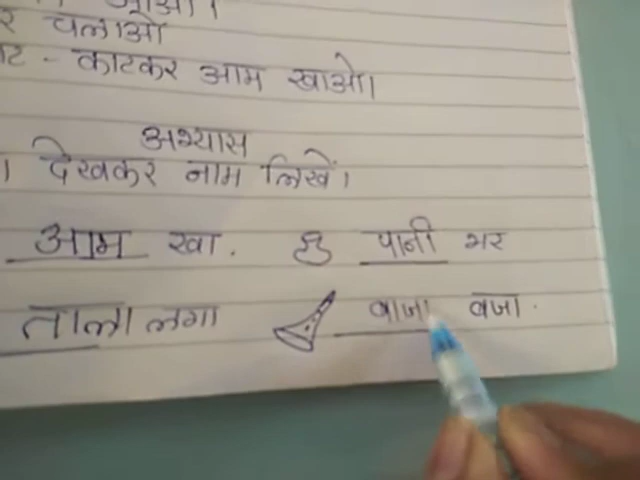 चलाओ
काटकर आम खाओ।
अभ्यास
देखकर नाम लिखें।
आम खा. पानी भर
ताला लगा बाजा बजा.